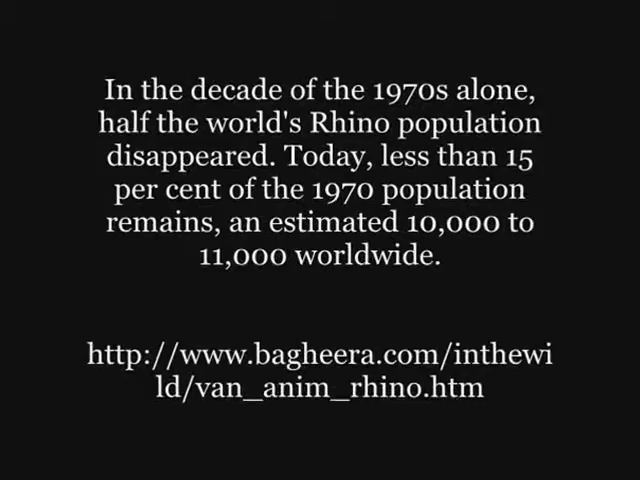 In the decade of the 1970s alone,
half the world's Rhino population
disappeared. Today, less than 15
per cent of the 1970 population
remains, an estimated 10,000 to
11,000 worldwide.
http://www.bagheera.com/inthewi
ld/van_anim_rhino.htm